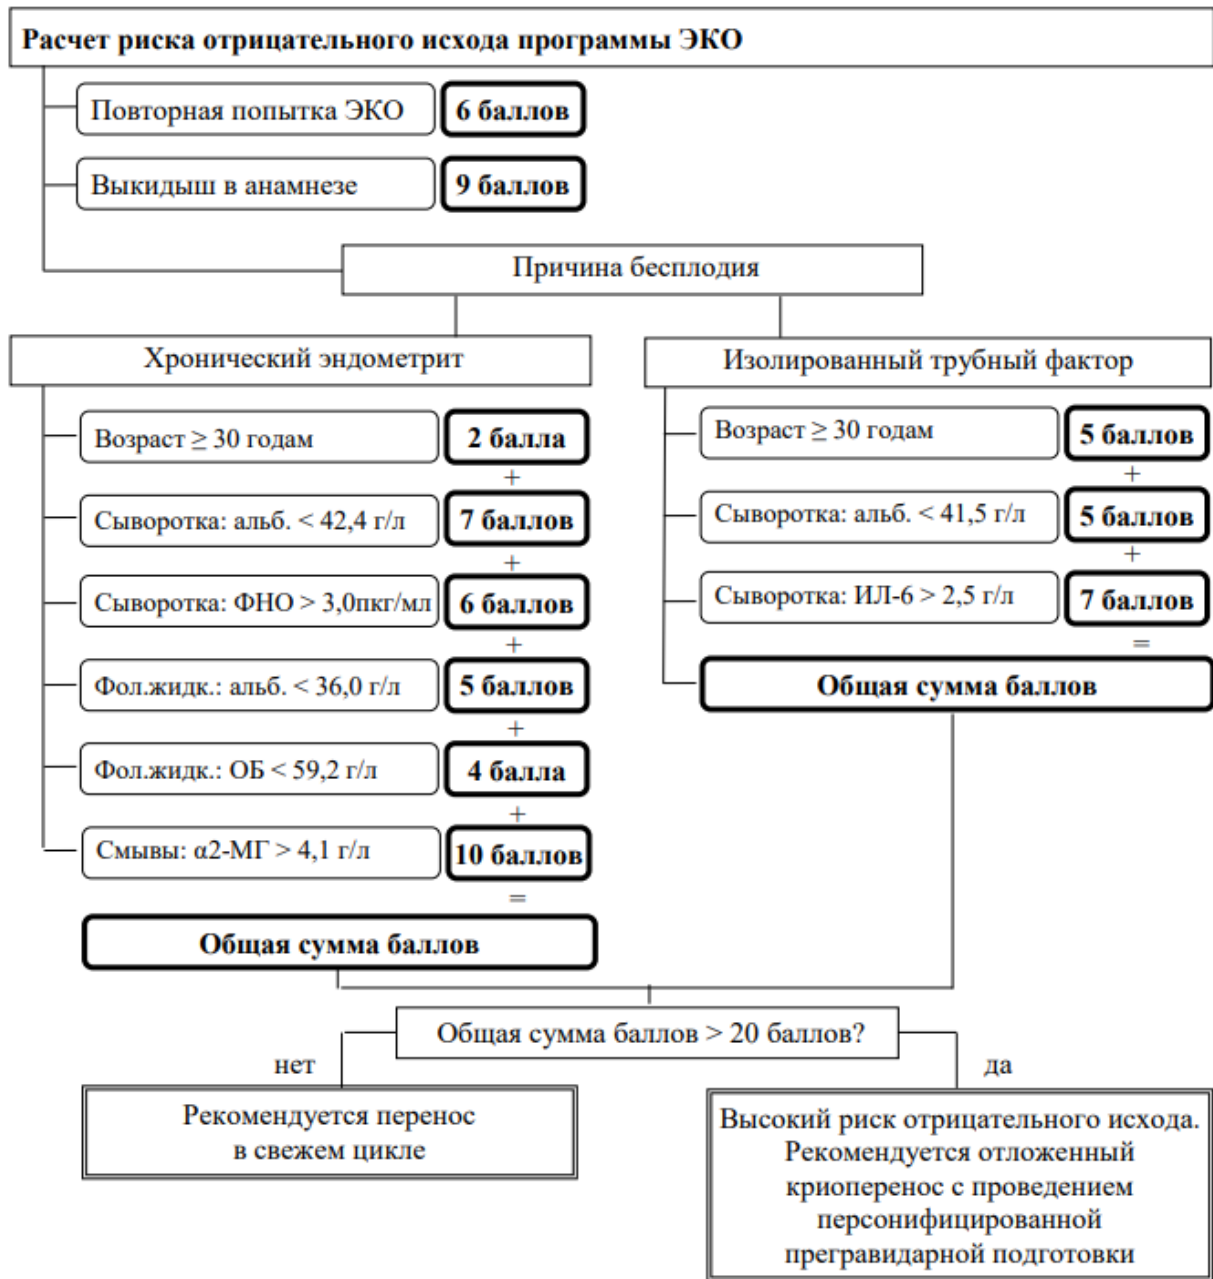 Расчет риска отрицательного исхода программы ЭКО
Повторная попытка ЭКО
6 баллов
Выкидыш в анамнезе
9 баллов
Причина бесплодия
Хронический эндометрит
Возраст ≥ 30 годам
2 балла
+
Сыворотка: альб. < 42,4 г/л
7 баллов
+
Сыворотка: ФНО > 3,0пкг/мл
6 баллов
+
Фол.жидк.: альб. < 36,0 г/л
5 баллов
+
Фол.жидк.: ОБ < 59,2 г/л
4 балла
+
Смывы: α2-МГ > 4,1 г/л
10 баллов
=
Общая сумма баллов
Изолированный трубный фактор
Возраст ≥ 30 годам
5 баллов
+
Сыворотка: альб. < 41,5 г/л
5 баллов
+
Сыворотка: ИЛ-6 > 2,5 г/л
7 баллов
=
Общая сумма баллов
Общая сумма баллов > 20 баллов?
нет
да
Рекомендуется перенос
в свежем цикле
Высокий риск отрицательного исхода.
Рекомендуется отложенный
криоперенос с проведением
персонифицированной
прегравидарной подготовки